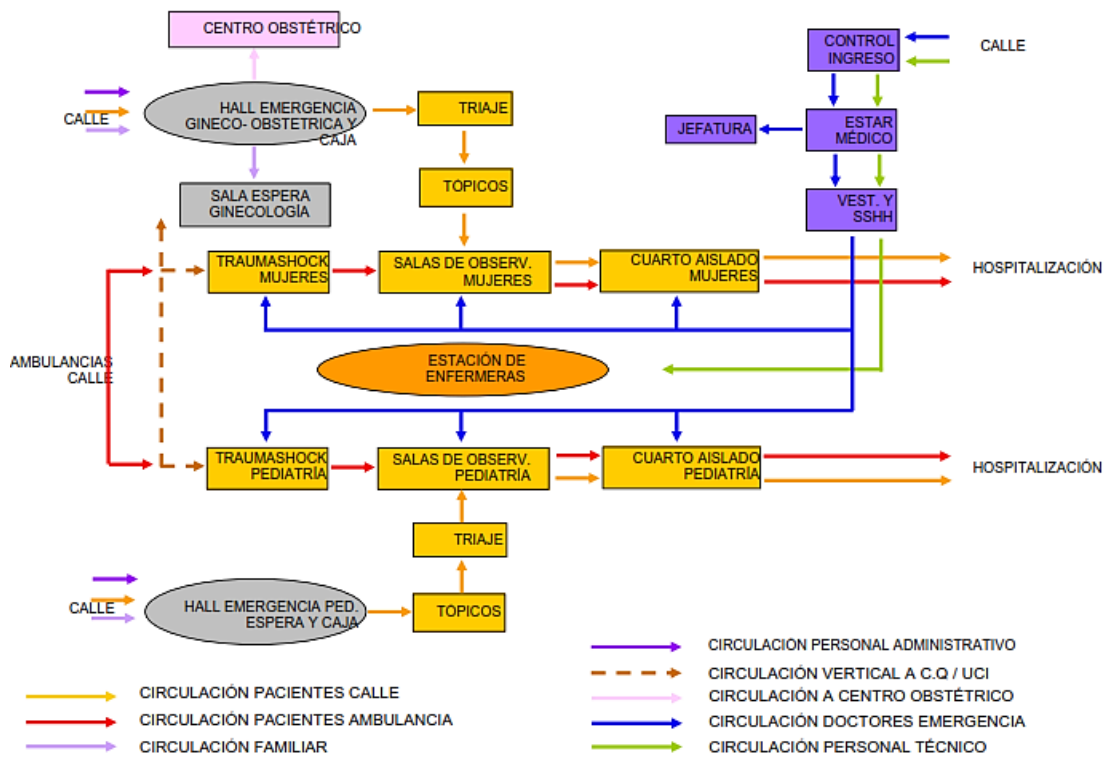 CENTRO OBSTÉTRICO
CONTROL
INGRESO
CALLE
HALL EMERGENCIA
GINECO- OBSTETRICA Y
CAJA
CALLE
TRIAJE
JEFATURA
ESTAR
MÉDICO
TÓPICOS
SALA ESPERA
GINECOLOGÍA
VEST. Y
SSHH
TRAUMASHOCK
MUJERES
SALAS DE OBSERV.
MUJERES
CUARTO AISLADO
MUJERES
HOSPITALIZACIÓN
AMBULANCIAS
CALLE
ESTACIÓN DE
ENFERMERAS
TRAUMASHOCK
PEDIATRÍA
SALAS DE OBSERV.
PEDIATRÍA
CUARTO AISLADO
PEDIATRÍA
HOSPITALIZACIÓN
TRIAJE
CALLE
HALL EMERGENCIA PED.
ESPERA Y CAJA
TÓPICOS
CIRCULACIÓN PACIENTES CALLE
CIRCULACIÓN PACIENTES AMBULANCIA
CIRCULACIÓN FAMILIAR
CIRCULACIÓN PERSONAL ADMINISTRATIVO
CIRCULACIÓN VERTICAL A C.Q / UCI
CIRCULACIÓN A CENTRO OBSTÉTRICO
CIRCULACIÓN DOCTORES EMERGENCIA
CIRCULACIÓN PERSONAL TÉCNICO